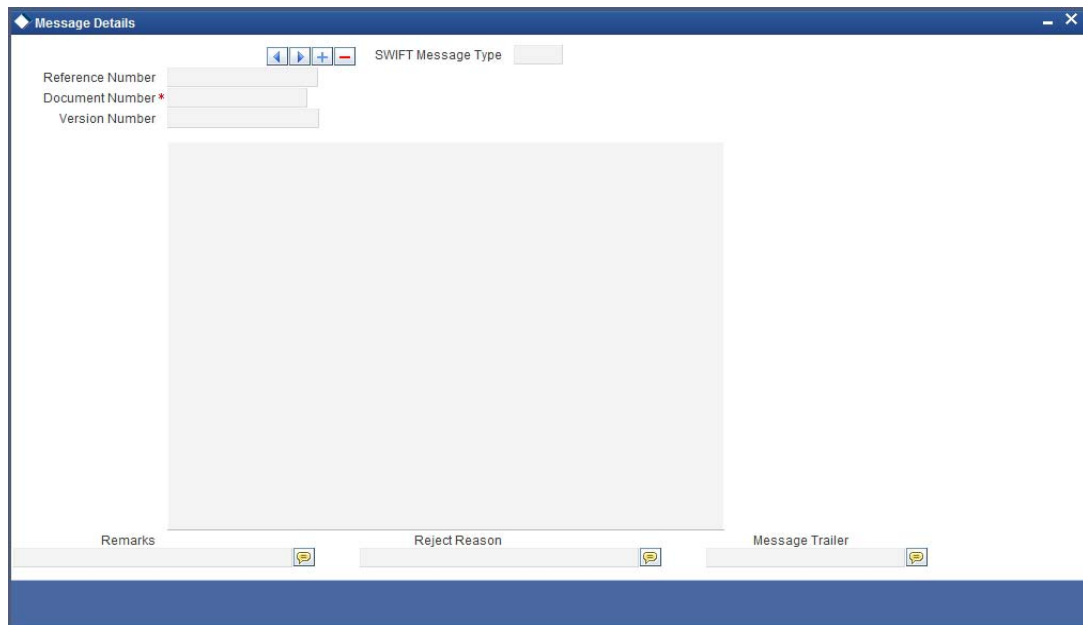 Message Details
SWIFT Message Type
Reference Number
Document Number*
Version Number
Remarks
Reject Reason
Message Trailer